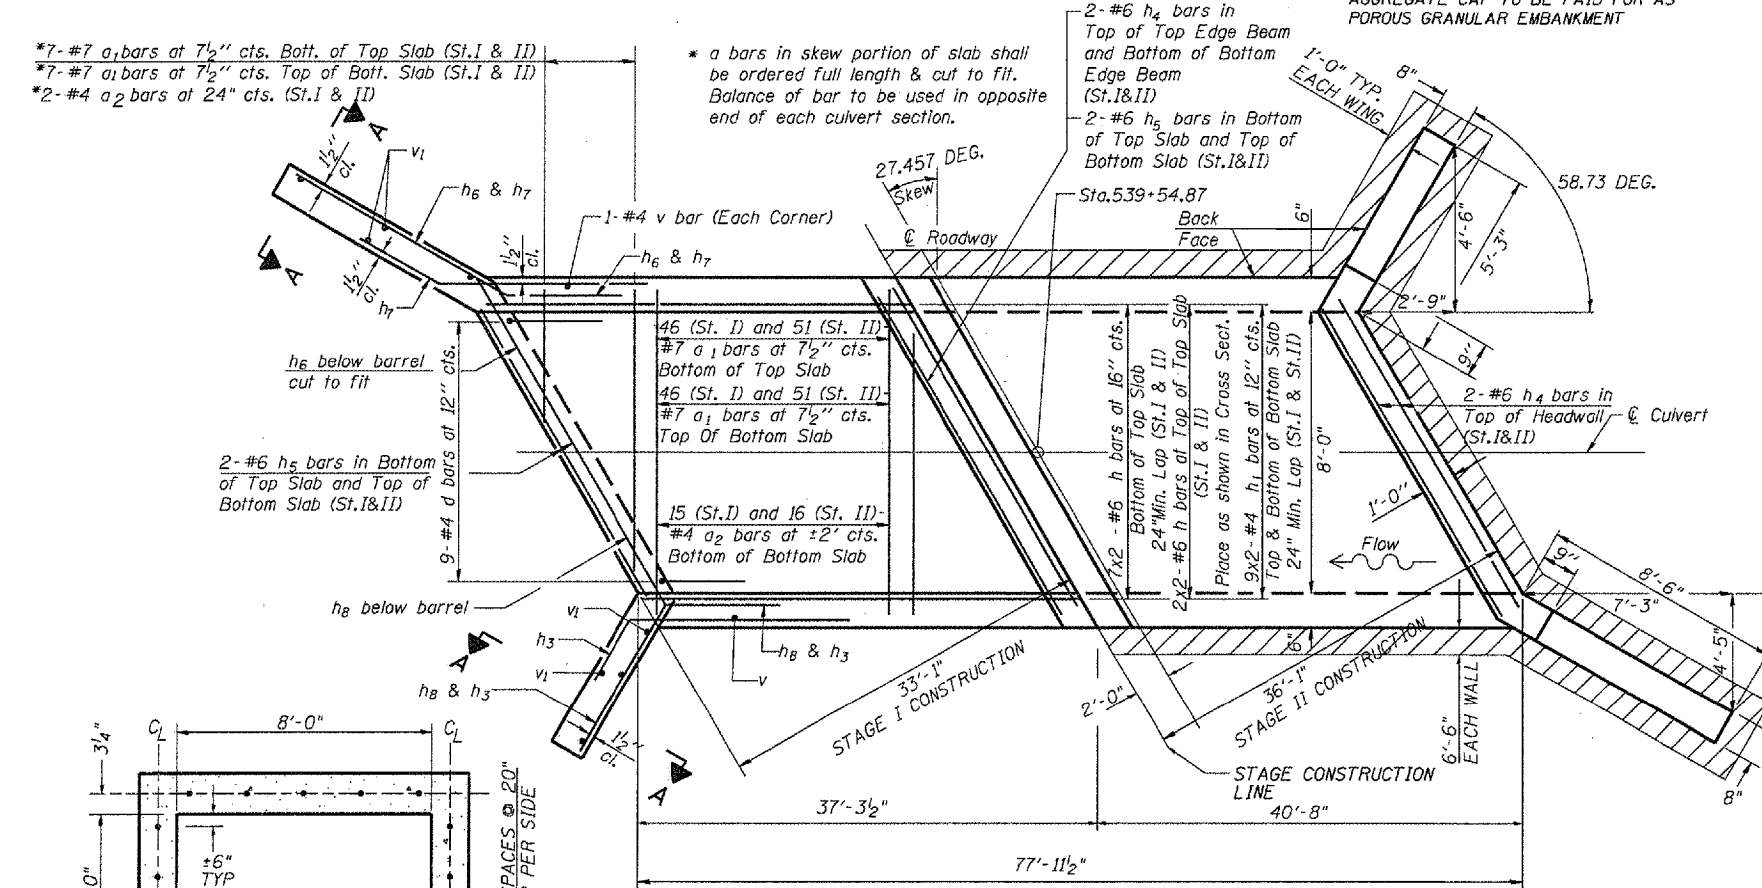 AGGREGATE CAP TO BE PAID FOR AS
POROUS GRANULAR EMBANKMENT
*7- #7 a1 bars at 7½" cts. Bott. of Top Slab (St.I & II)
*7- #7 a1 bars at 7½" cts. Top of Bott. Slab (St.I & II)
*2- #4 a2 bars at 24" cts. (St.I & II)
* a bars in skew portion of slab shall
be ordered full length & cut to fit.
Balance of bar to be used in opposite
end of each culvert section.
2- #6 h4 bars in
Top of Top Edge Beam
and Bottom of Bottom
Edge Beam
(St.I&II)
2- #6 h5 bars in Bottom
of Top Slab and Top of
Bottom Slab (St.I&II)
1'-0" TYP.
EACH WING
8"
58.73 DEG.
4'-6"
5'-3"
2'-9"
9"
A
A
1½"
cl.
v1
h6 & h7
1½"
cl.
h7
1- #4 v bar (Each Corner)
1½"
cl.
h6 & h7
27.457 DEG.
Skew
Sta.539+54.87
℄ Roadway
Back
Face
6"
h6 below barrel
cut to fit
9- #4 d bars at 12" cts.
46 (St. I) and 51 (St. II)-
#7 a1 bars at 7½" cts.
Bottom of Top Slab
46 (St. I) and 51 (St. II)-
#7 a1 bars at 7½" cts.
Top Of Bottom Slab
2- #6 h5 bars in Bottom
of Top Slab and Top of
Bottom Slab (St.I&II)
15 (St.I) and 16 (St. II)-
#4 a2 bars at ±2' cts.
Bottom of Bottom Slab
7x2 - #6 h bars at 16" cts.
Bottom of Top Slab
24"Min. Lap (St.I & II)
2x2- #6 h bars at Top of Top Slab
(St.I & II)
Place as shown in Cross Sect.
9x2- #4 h1 bars at 12" cts.
Top & Bottom of Bottom Slab
24" Min. Lap (St.I & St.II)
8'-0"
2- #6 h4 bars in
Top of Headwall
(St.I&II)
℄ Culvert
1'-0"
Flow
h8 below barrel
v1
h3
v1
h8 & h3
A
A
1½"
cl.
h8 & h3
v
33'-1"
STAGE I CONSTRUCTION
2'-0"
36'-1"
STAGE II CONSTRUCTION
6"
6'-6"
EACH WALL
9"
8'-6"
7'-3"
4'-5"
8"
STAGE CONSTRUCTION
LINE
37'-3½"
40'-8"
77'-11½"
CL
8'-0"
CL
3¼"
±6"
TYP
0"
SPACES @ 20"
PER SIDE